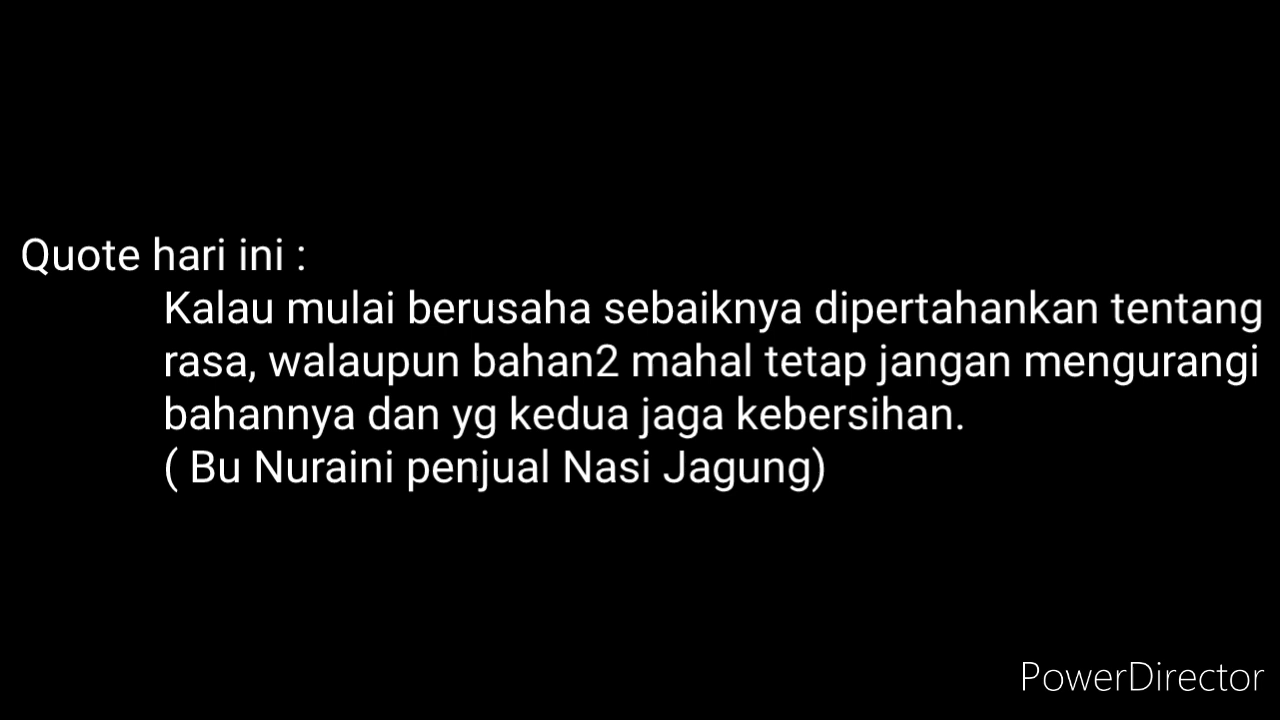 Quote hari ini :
Kalau mulai berusaha sebaiknya dipertahankan tentang
rasa, walaupun bahan2 mahal tetap jangan mengurangi
bahannya dan yg kedua jaga kebersihan.
( Bu Nuraini penjual Nasi Jagung)
PowerDirector